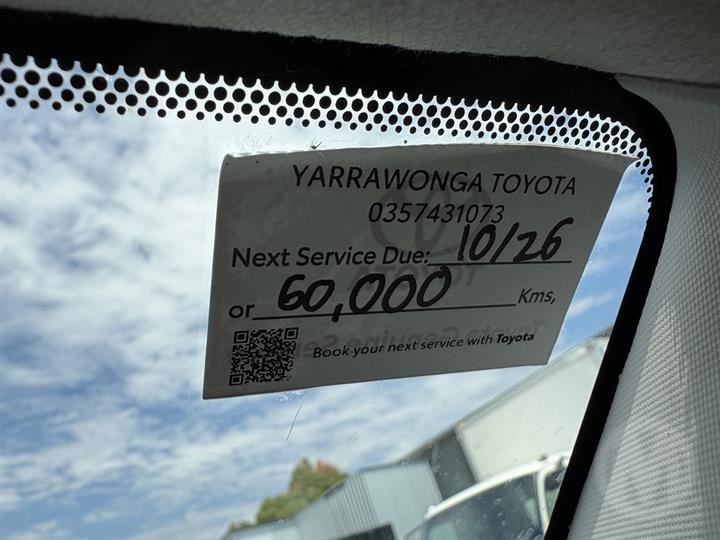 YARRAWONGA TOYOTA
0357431073
Next Service Due: 10/26
or 60,000 Kms,
Book your next service with Toyota